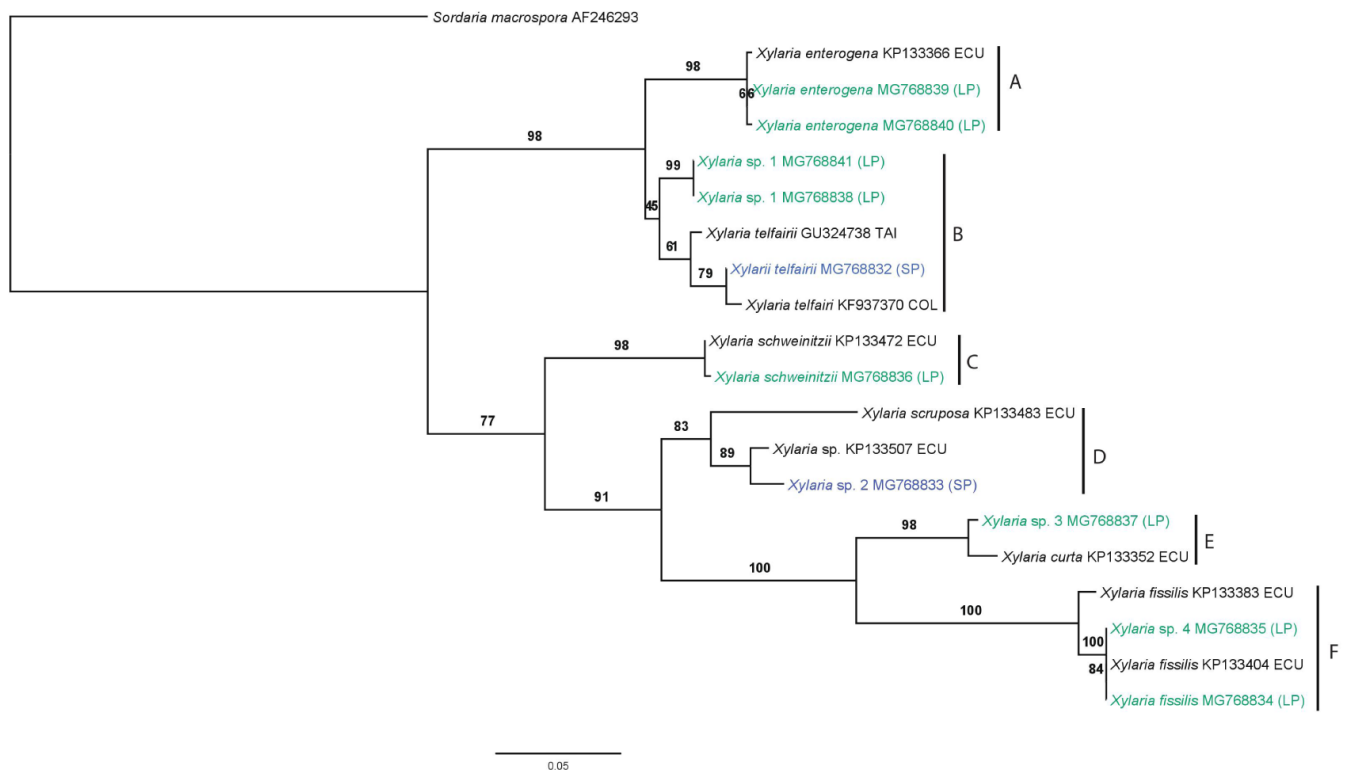 Sordaria macrospora AF246293
Xylaria enterogena KP133366 ECU
98
66
Xylaria enterogena MG768839 (LP)
A
Xylaria enterogena MG768840 (LP)
98
99
Xylaria sp. 1 MG768841 (LP)
Xylaria sp. 1 MG768838 (LP)
45
Xylaria telfairii GU324738 TAI
B
61
Xylarii telfairii MG768832 (SP)
79
Xylaria telfairi KF937370 COL
Xylaria schweinitzii KP133472 ECU
98
C
Xylaria schweinitzii MG768836 (LP)
Xylaria scruposa KP133483 ECU
77
83
Xylaria sp. KP133507 ECU
89
D
Xylaria sp. 2 MG768833 (SP)
91
Xylaria sp. 3 MG768837 (LP)
98
E
Xylaria curta KP133352 ECU
100
Xylaria fissilis KP133383 ECU
100
Xylaria sp. 4 MG768835 (LP)
100
F
Xylaria fissilis KP133404 ECU
84
Xylaria fissilis MG768834 (LP)
0.05